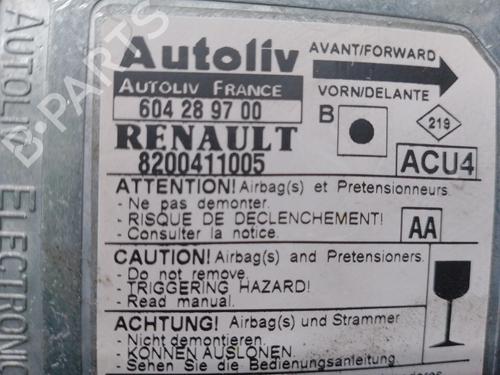 Autoliv
AUTOLIV FRANCE
604 28 97 00
RENAULT
8200411005
AVANT/FORWARD
VORN/DELANTE
B
219
ACU4
ATTENTION! Airbag(s) et Pretensionneurs
- Ne pas demonter.
- RISQUE DE DECLENCHEMENT!
- Consulter la notice.
AA
CAUTION! Airbag(s) and Pretensioners.
- Do not remove.
- TRIGGERING HAZARD!
- Read manual.
ACHTUNG! Airbag(s) und Strammer
- Nicht demontieren.
- KONNEN AUSLONEN.
- Sehen Sie die Bedienungsanleitung.
AUTOLIV ELECTRONIC
B-PARTS